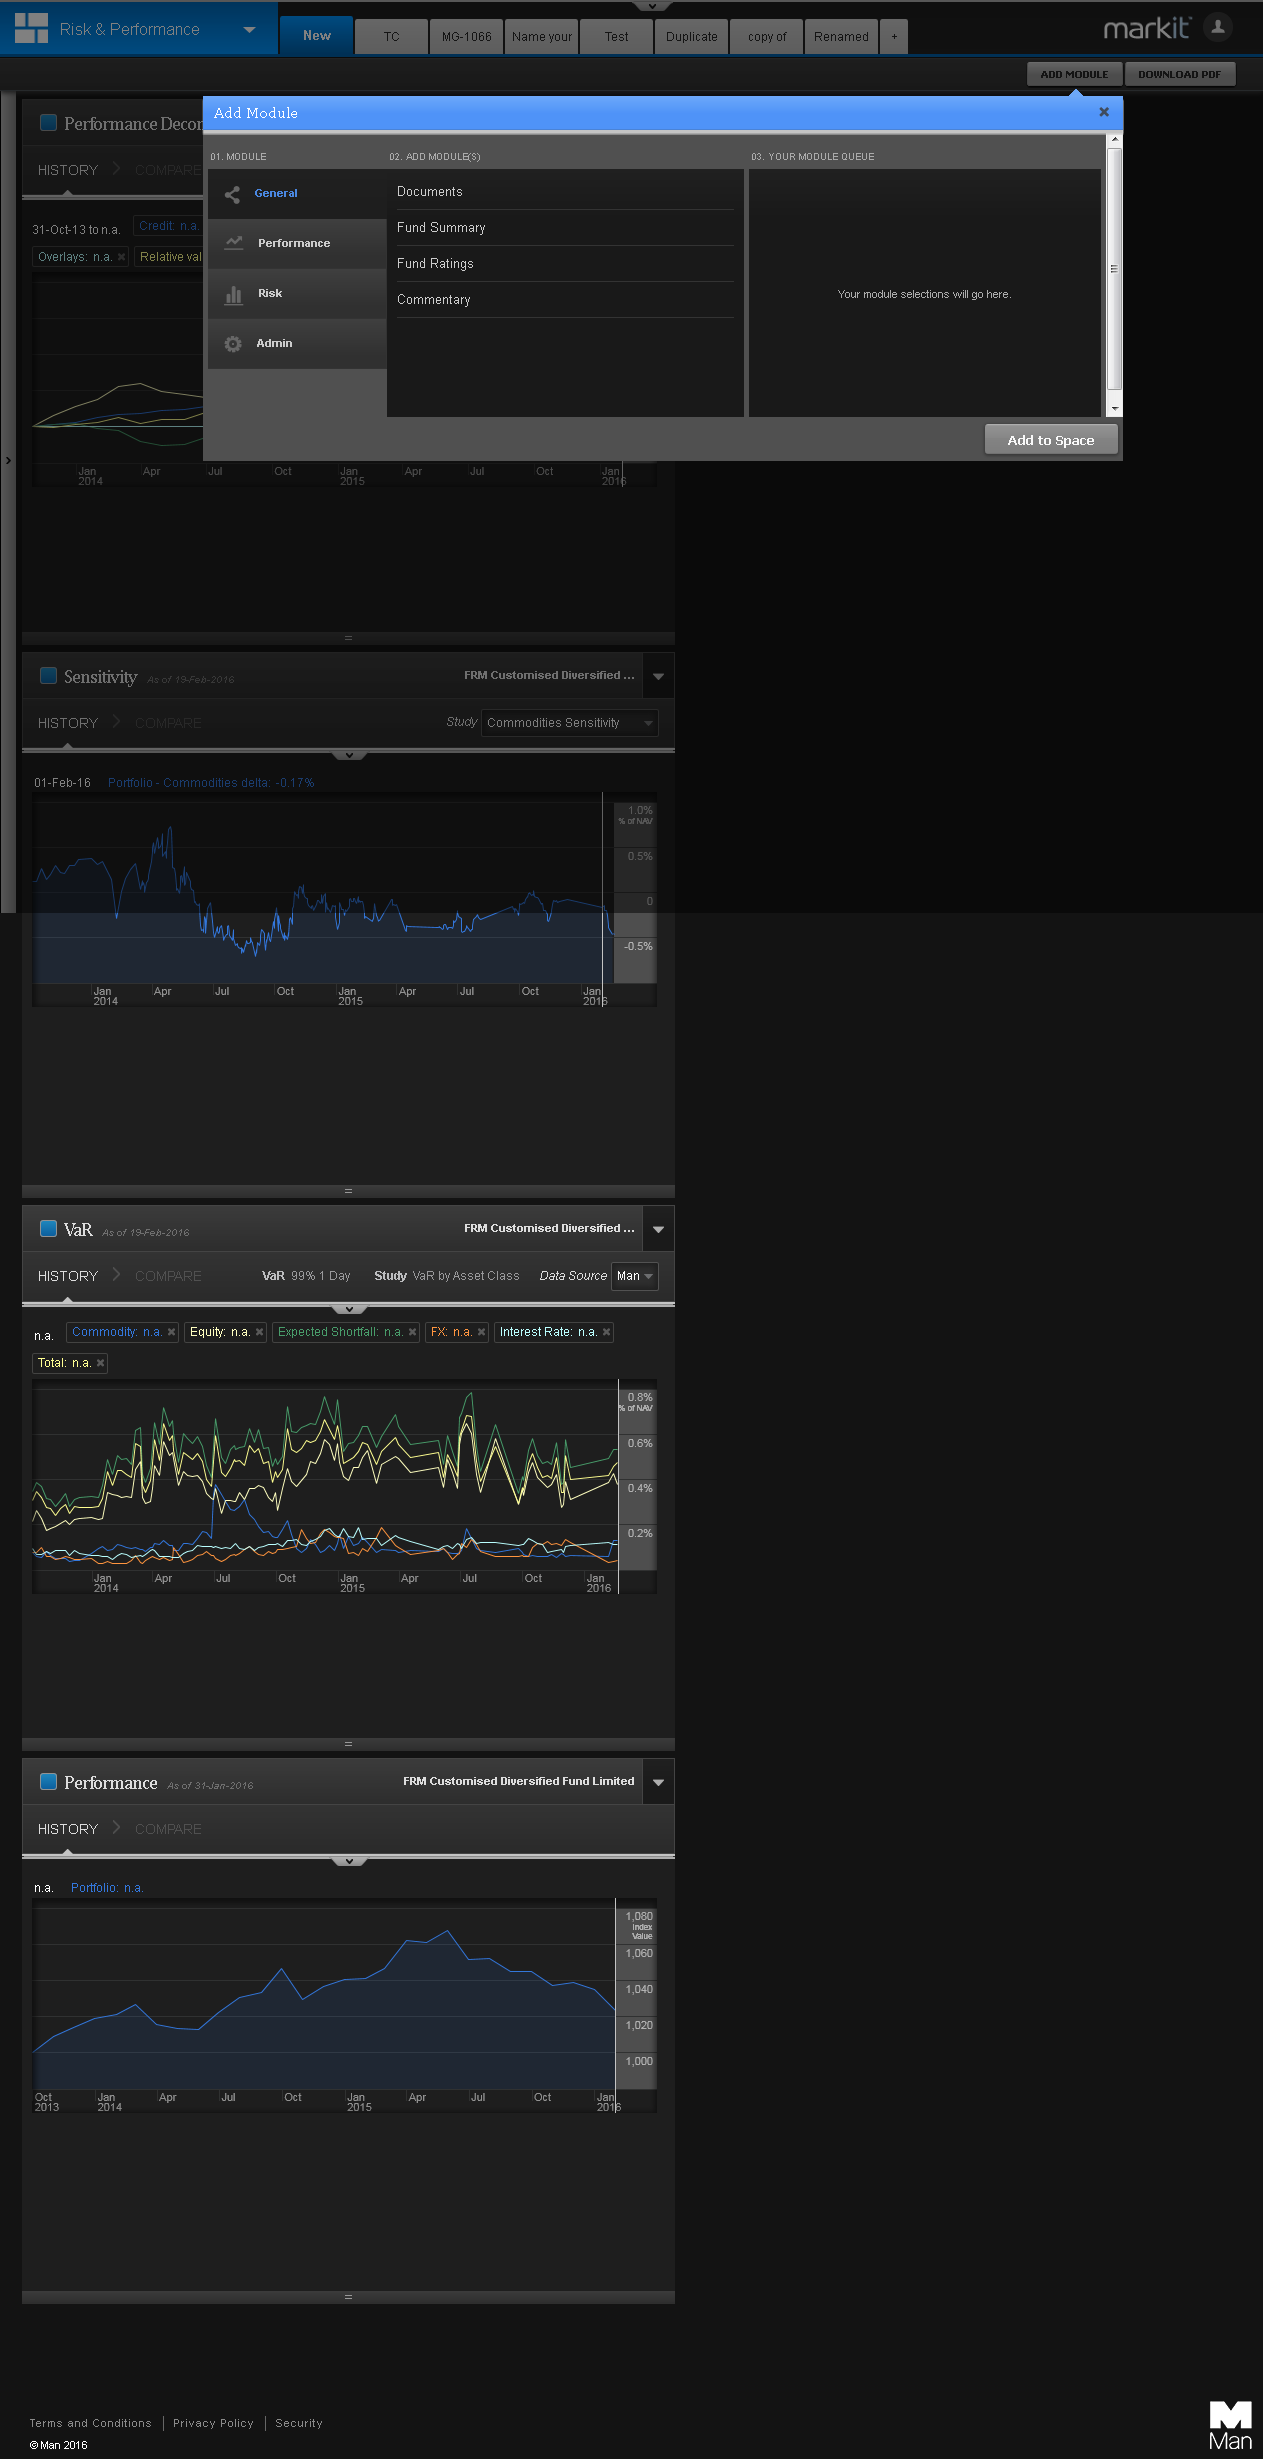 Risk & Performance
New
TC
MG-1066
Name your
Test
Duplicate
copy of
Renamed
+
markit
ADD MODULE
DOWNLOAD PDF
Add Module
01. MODULE
02. ADD MODULE(S)
03. YOUR MODULE QUEUE
General
Performance
Risk
Admin
Documents
Fund Summary
Fund Ratings
Commentary
Your module selections will go here.
Add to Space
Performance Decor
HISTORY
COMPARE
31-Oct-13 to n.a.
Credit: n.a.
Overlays: n.a.
Relative val
Jan 2014
Apr
Jul
Oct
Jan 2015
Apr
Jul
Oct
Jan 2016
Sensitivity As of 19-Feb-2016
FRM Customised Diversified ...
HISTORY
COMPARE
Study
Commodities Sensitivity
01-Feb-16
Portfolio - Commodities delta: -0.17%
1.0%
% of NAV
0.5%
0
-0.5%
Jan 2014
Apr
Jul
Oct
Jan 2015
Apr
Jul
Oct
Jan 2016
VaR As of 19-Feb-2016
FRM Customised Diversified ...
HISTORY
COMPARE
VaR 99% 1 Day
Study VaR by Asset Class
Data Source
Man
n.a.
Commodity: n.a.
Equity: n.a.
Expected Shortfall: n.a.
FX: n.a.
Interest Rate: n.a.
Total: n.a.
0.8%
% of NAV
0.6%
0.4%
0.2%
Jan 2014
Apr
Jul
Oct
Jan 2015
Apr
Jul
Oct
Jan 2016
Performance As of 31-Jan-2016
FRM Customised Diversified Fund Limited
HISTORY
COMPARE
n.a.
Portfolio: n.a.
1,080
Index
Value
1,060
1,040
1,020
1,000
Oct 2013
Jan 2014
Apr
Jul
Oct
Jan 2015
Apr
Jul
Oct
Jan 2016
Terms and Conditions
Privacy Policy
Security
© Man 2016
Man